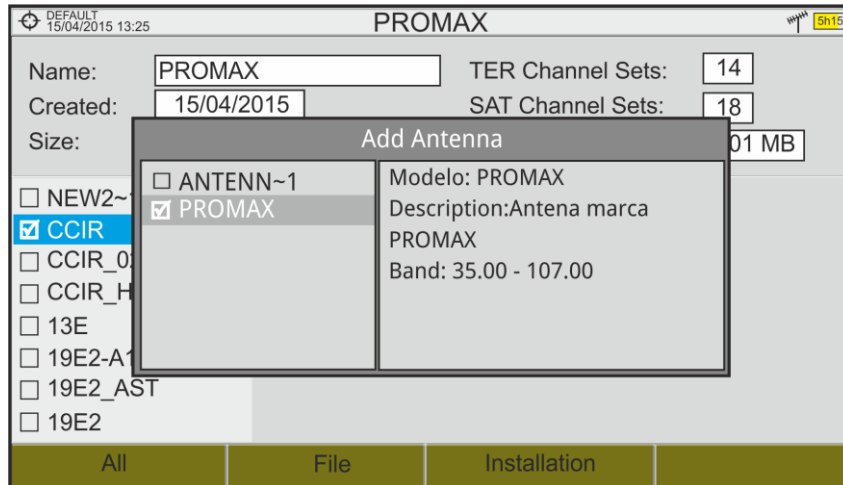 DEFAULT
15/04/2015 13:25
PROMAX
5h15
Name: PROMAX
TER Channel Sets: 14
Created: 15/04/2015
SAT Channel Sets: 18
Size:
01 MB
Add Antenna
ANTENN~1
PROMAX
Modelo: PROMAX
Description:Antena marca
PROMAX
Band: 35.00 - 107.00
NEW2~
CCIR
CCIR_0
CCIR_H
13E
19E2-A1
19E2_AST
19E2
All
File
Installation